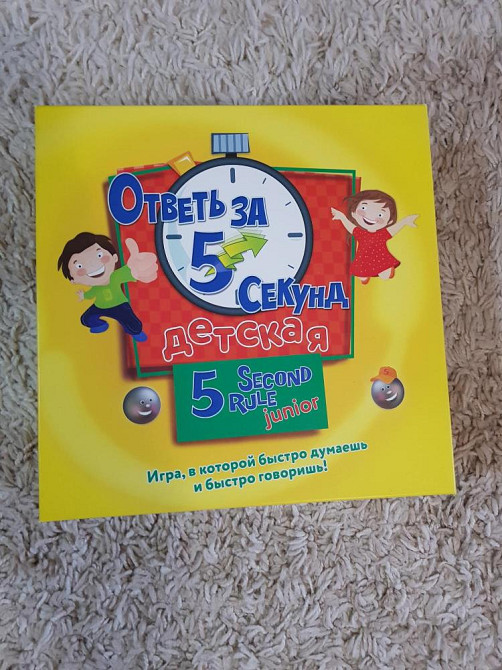 Ответь за
5
Секунд
детская
5 Second
Rule
junior
Игра, в которой быстро думаешь
и быстро говоришь!